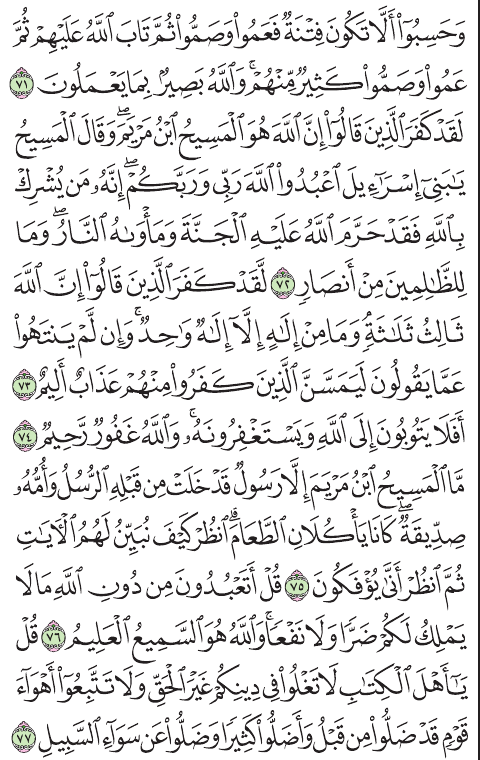 وَحَسِبُوٓا۟ أَلَّا تَكُونَ فِتْنَةٌ فَعَمُوا۟ وَصَمُّوا۟ ثُمَّ تَابَ ٱللَّهُ عَلَيْهِمْ ثُمَّ
عَمُوا۟ وَصَمُّوا۟ كَثِيرٌ مِّنْهُمْ ۚ وَٱللَّهُ بَصِيرٌۢ بِمَا يَعْمَلُونَ ٧١
لَقَدْ كَفَرَ ٱلَّذِينَ قَالُوٓا۟ إِنَّ ٱللَّهَ هُوَ ٱلْمَسِيحُ ٱبْنُ مَرْيَمَ ۖ وَقَالَ ٱلْمَسِيحُ
يَـٰبَنِىٓ إِسْرَٰٓءِيلَ ٱعْبُدُوا۟ ٱللَّهَ رَبِّى وَرَبَّكُمْ ۖ إِنَّهُۥ مَن يُشْرِكْ
بِٱللَّهِ فَقَدْ حَرَّمَ ٱللَّهُ عَلَيْهِ ٱلْجَنَّةَ وَمَأْوَىٰهُ ٱلنَّارُ ۖ وَمَا
لِلظَّـٰلِمِينَ مِنْ أَنصَارٍ ٧٢ لَّقَدْ كَفَرَ ٱلَّذِينَ قَالُوٓا۟ إِنَّ ٱللَّهَ
ثَالِثُ ثَلَـٰثَةٍ ۘ وَمَا مِنْ إِلَـٰهٍ إِلَّآ إِلَـٰهٌ وَٰحِدٌ ۚ وَإِن لَّمْ يَنتَهُوا۟
عَمَّا يَقُولُونَ لَيَمَسَّنَّ ٱلَّذِينَ كَفَرُوا۟ مِنْهُمْ عَذَابٌ أَلِيمٌ ٧٣
أَفَلَا يَتُوبُونَ إِلَى ٱللَّهِ وَيَسْتَغْفِرُونَهُۥ ۚ وَٱللَّهُ غَفُورٌ رَّحِيمٌ ٧٤
مَّا ٱلْمَسِيحُ ٱبْنُ مَرْيَمَ إِلَّا رَسُولٌ قَدْ خَلَتْ مِن قَبْلِهِ ٱلرُّسُلُ وَأُمُّهُۥ
صِدِّيقَةٌ ۖ كَانَا يَأْكُلَانِ ٱلطَّعَامَ ۗ ٱنظُرْ كَيْفَ نُبَيِّنُ لَهُمُ ٱلْـَٔايَـٰتِ
ثُمَّ ٱنظُرْ أَنَّىٰ يُؤْفَكُونَ ٧٥ قُلْ أَتَعْبُدُونَ مِن دُونِ ٱللَّهِ مَا لَا
يَمْلِكُ لَكُمْ ضَرًّا وَلَا نَفْعًا ۚ وَٱللَّهُ هُوَ ٱلسَّمِيعُ ٱلْعَلِيمُ ٧٦ قُلْ
يَـٰٓأَهْلَ ٱلْكِتَـٰبِ لَا تَغْلُوا۟ فِى دِينِكُمْ غَيْرَ ٱلْحَقِّ وَلَا تَتَّبِعُوٓا۟ أَهْوَآءَ
قَوْمٍ قَدْ ضَلُّوا۟ مِن قَبْلُ وَأَضَلُّوا۟ كَثِيرًا وَضَلُّوا۟ عَن سَوَآءِ ٱلسَّبِيلِ ٧٧